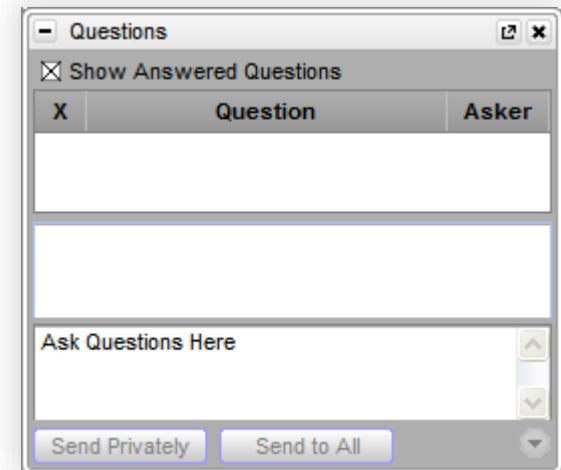 Questions
Show Answered Questions
X Question Asker
Ask Questions Here
Send Privately Send to All